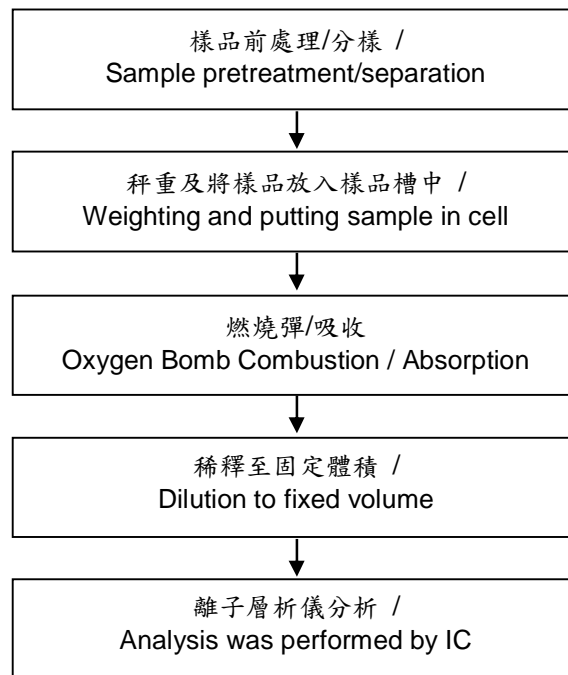 樣品前處理/分樣 /
Sample pretreatment/separation
秤重及將樣品放入樣品槽中 /
Weighting and putting sample in cell
燃燒彈/吸收
Oxygen Bomb Combustion / Absorption
稀釋至固定體積 /
Dilution to fixed volume
離子層析儀分析 /
Analysis was performed by IC